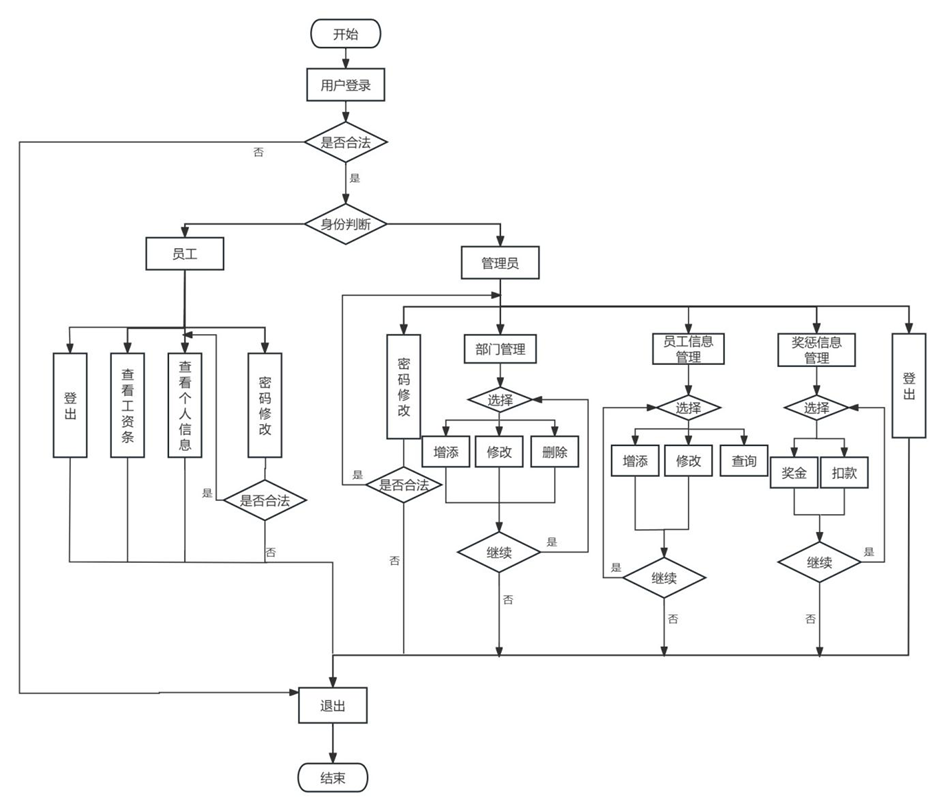 开始
用户登录
是否合法
否
是
身份判断
员工
管理员
登出
查看工资条
查看个人信息
密码修改
密码修改
部门管理
员工信息
管理
奖惩信息
管理
登出
选择
选择
选择
增添
修改
删除
增添
修改
查询
奖金
扣款
是
是否合法
是
是否合法
否
否
继续
是
是
继续
继续
是
否
否
否
退出
结束